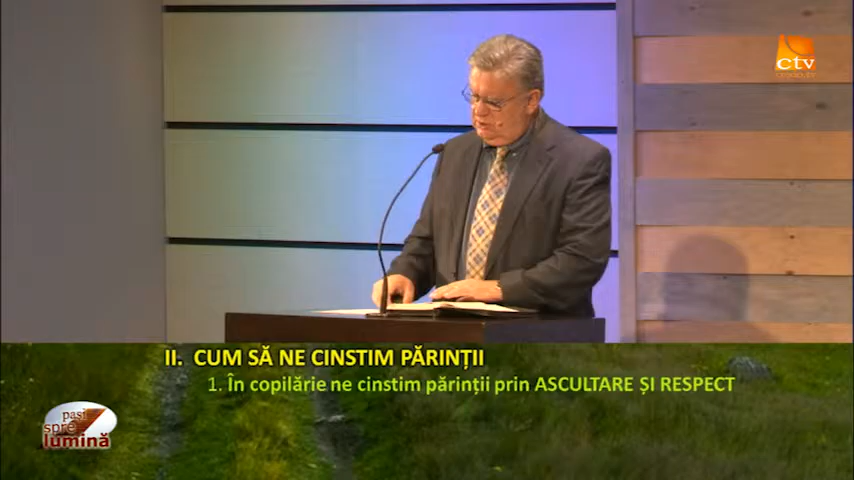 ctv
II. CUM SĂ NE CINSTIM PĂRINȚII
1. În copilărie ne cinstim părinții prin ASCULTARE ȘI RESPECT
pași
spre
lumină